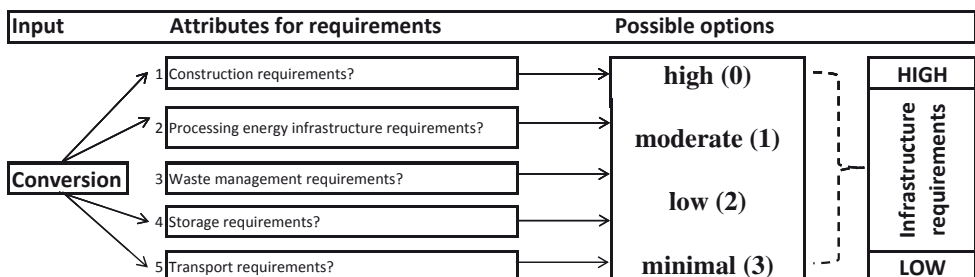 Input Attributes for requirements Possible options
1 Construction requirements? high (0) HIGH
2 Processing energy infrastructure requirements?
moderate (1)
Conversion 3 Waste management requirements?
low (2)
Infrastructure
requirements
4 Storage requirements?
5 Transport requirements? minimal (3) LOW